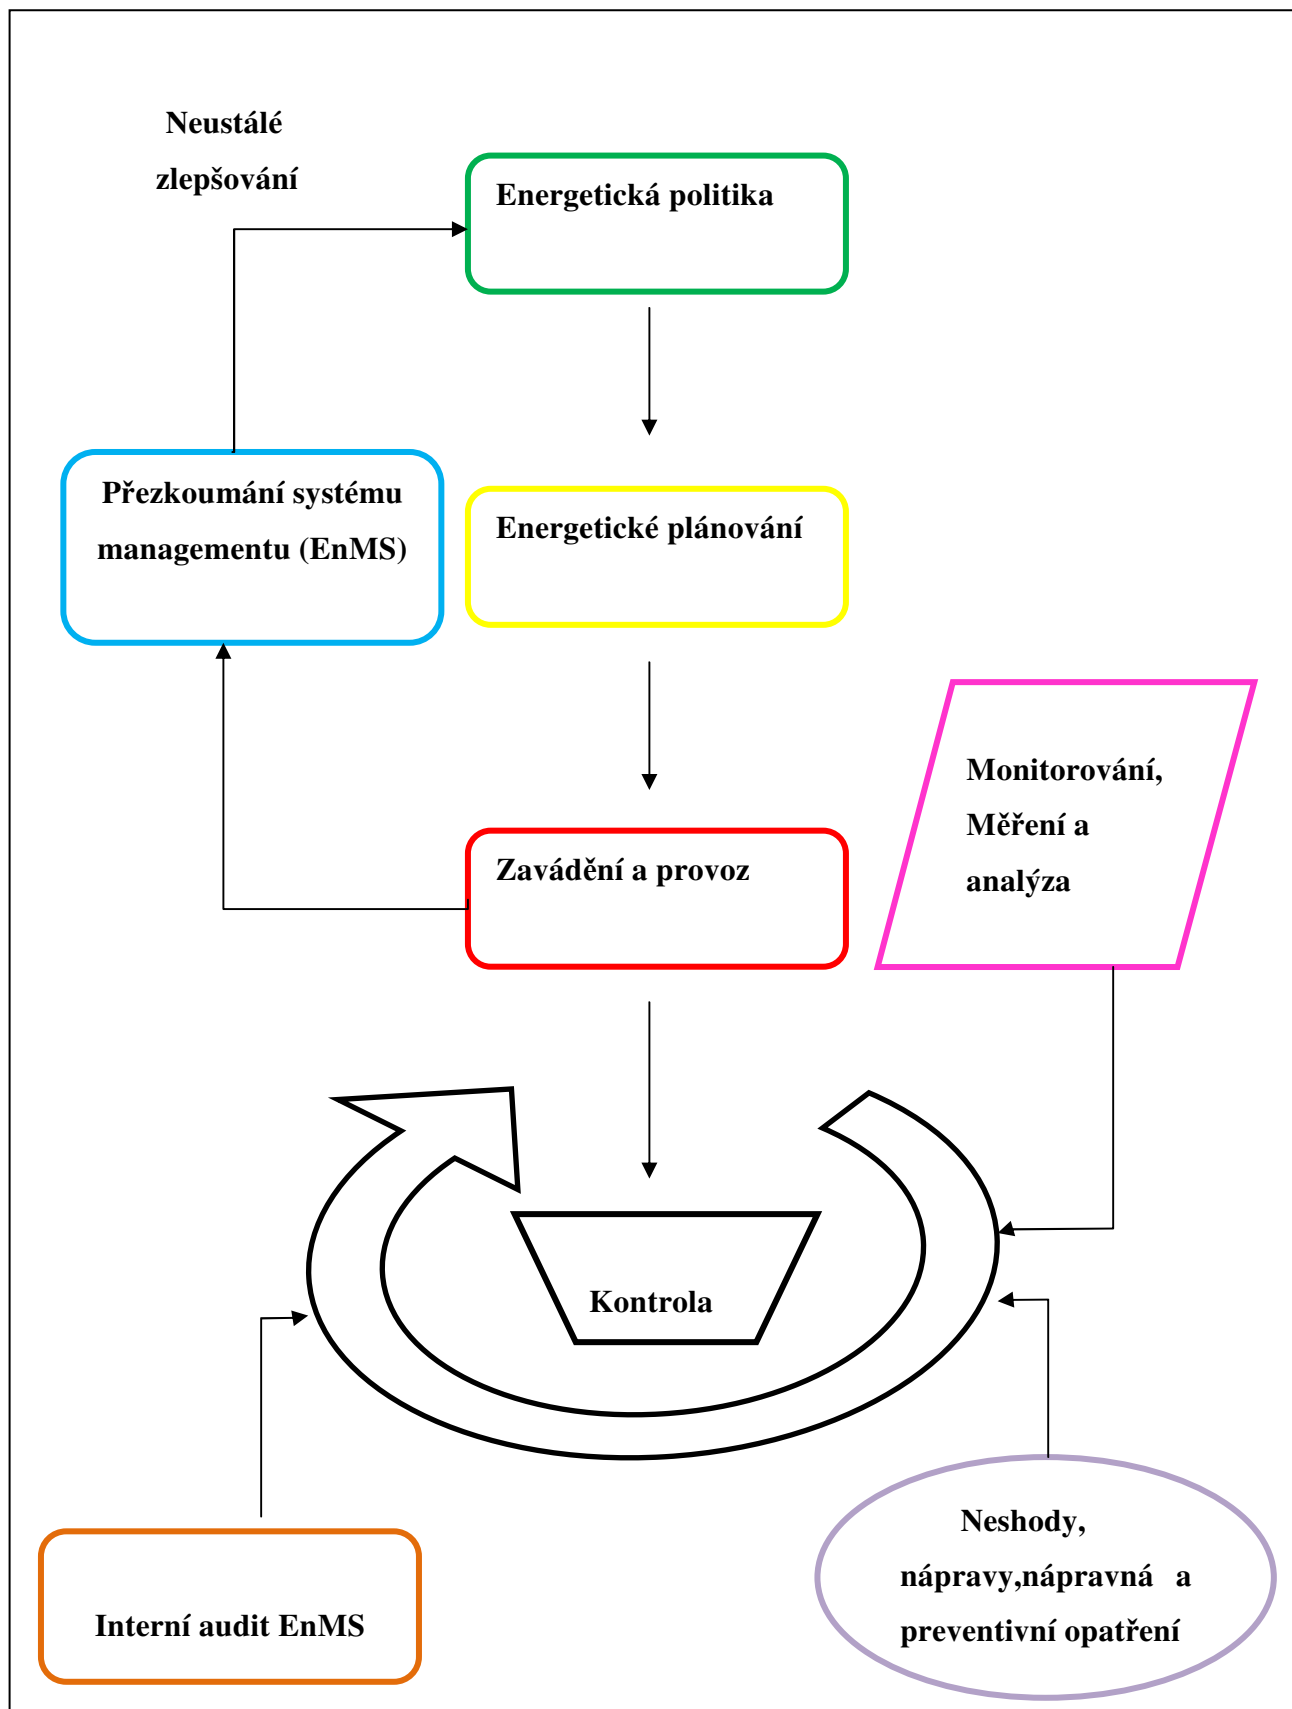 Neustálé
zlepšování
Energetická politika
Přezkoumání systému
managementu (EnMS)
Energetické plánování
Zavádění a provoz
Monitorování,
Měření a
analýza
Kontrola
Interní audit EnMS
Neshody,
nápravy,nápravná a
preventivní opatření